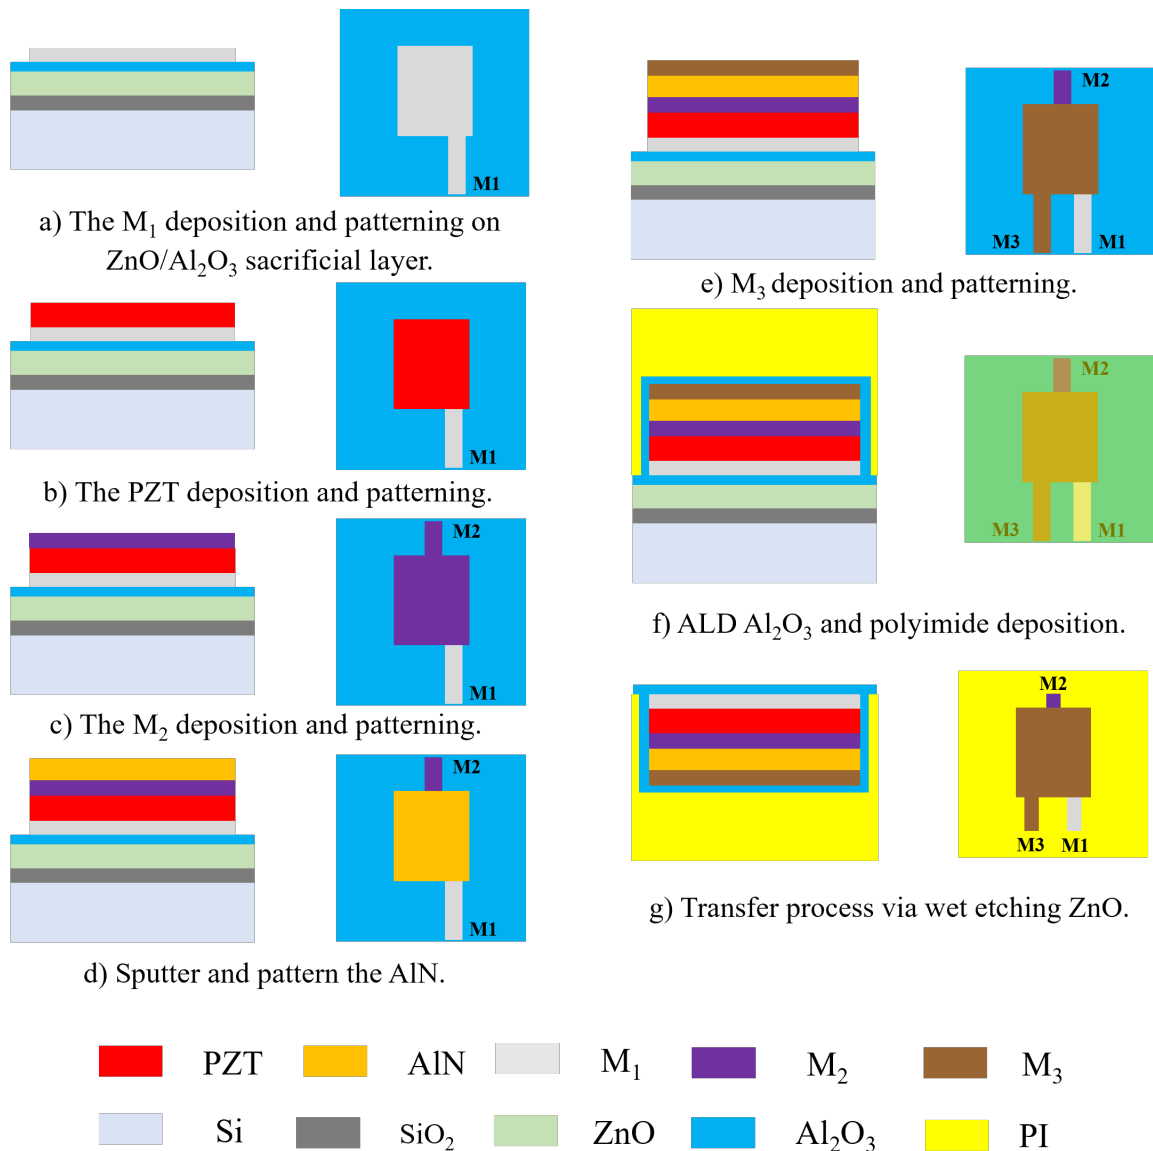 M1
a) The M₁ deposition and patterning on
ZnO/Al₂O₃ sacrificial layer.
M1
b) The PZT deposition and patterning.
M2
M1
c) The M₂ deposition and patterning.
M2
M1
d) Sputter and pattern the AlN.
M2
M3 M1
e) M₃ deposition and patterning.
M2
M3 M1
f) ALD Al₂O₃ and polyimide deposition.
M2
M3 M1
g) Transfer process via wet etching ZnO.
PZT AlN M₁ M₂ M₃
Si SiO₂ ZnO Al₂O₃ PI